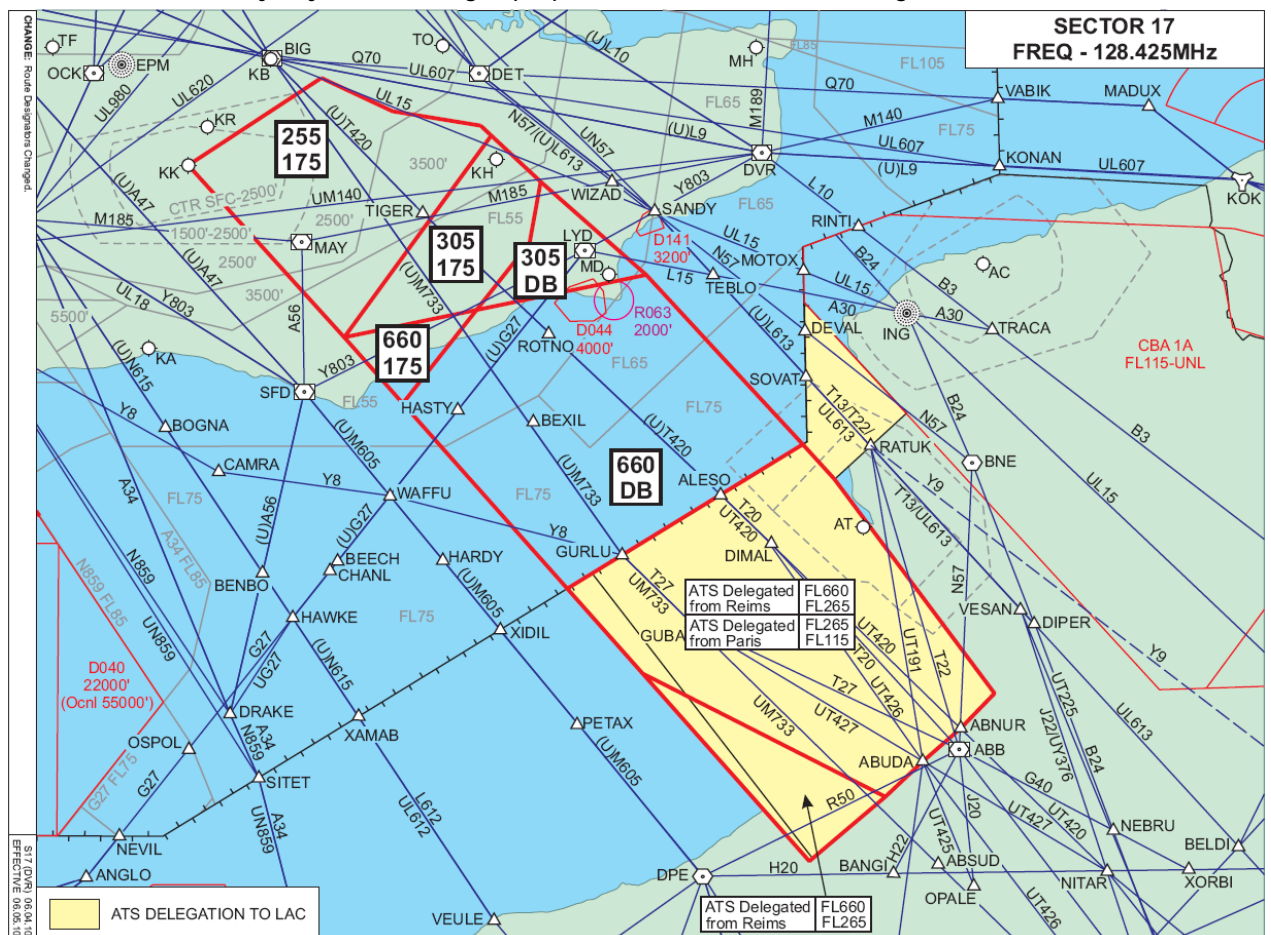 SECTOR 17
FREQ - 128.425MHz
CHANGE: Route Designators Changed.
TF
EPM
OCK
BIG
KB
TO
DET
Q70
UL607
(U)L10
MH
FL85
FL105
UL980
UL620
UL15
(U)T420
N57/(U)L613
UN57
FL65
M189
Q70
VABIK
MADUX
KR
KK
255
175
3500'
KH
(U)L9
M140
FL75
UL607
(U)L9
KONAN
UL607
KOK
DVR
CTR SFC-2500'
(U)A47
UM140
M185
WIZAD
Y803
M185
1500'-2500'
2500'
2500'
TIGER
FL55
SANDY
FL65
L10
RINTI
MAY
305
175
305
DB
LYD
MD
D141
3200'
UL15
N57
MOTOX
B24
B3
AC
3500'
(U)A47
UL18
Y803
A56
(U)M733
L15
TEBLO
UL15
5500'
(U)G27
D044
4000'
R063
2000'
(U)L613
DEVAL
A30
ING
A30
TRACA
CBA 1A
FL115-UNL
KA
(U)N615
660
175
ROTNO
FL65
SFD
Y803
FL55
HASTY
SOVAT
T13/T22/
UL613
N57
B24
Y8
BOGNA
BEXIL
FL75
(U)T420
RATUK
B3
CAMRA
(U)M605
Y8
WAFFU
660
DB
BNE
Y9
UL15
A34
FL75
FL75
(U)M733
ALESO
T20
UT420
AT
T13/UL613
(U)A56
(U)G27
Y8
GURLU
DIMAL
A34 FL85
N859
BEECH
CHANL
HARDY
N57
BENBO
T27
UM733
ATS Delegated
from Reims
FL660
FL265
ATS Delegated
from Paris
FL265
FL115
VESAN
DIPER
N859 FL85
UN859
HAWKE
FL75
(U)M605
XIDIL
GUBA
UT420
T20
UT191
T22
G27
UG27
(U)N615
T27
UT426
UT225
Y9
D040
22000'
(Ocnl 55000')
UM733
UT427
J22/UY376
DRAKE
XAMAB
PETAX
ABNUR
UL613
A34
N859
OSPOL
ABB
B24
G27
G27 FL75
SITET
(U)M605
ABUDA
R50
G40
L612
UL612
A34
UN859
J20
UT427
UT420
NEBRU
NEVIL
H22
UT425
BELDI
ANGLO
DPE
H20
BANGI
ABSUD
OPALE
NITAR
XORBI
VEULE
ATS Delegated
from Reims
FL660
FL265
UT426
ATS DELEGATION TO LAC
S17 (DVR) 06.04.10
EFFECTIVE 06.05.10